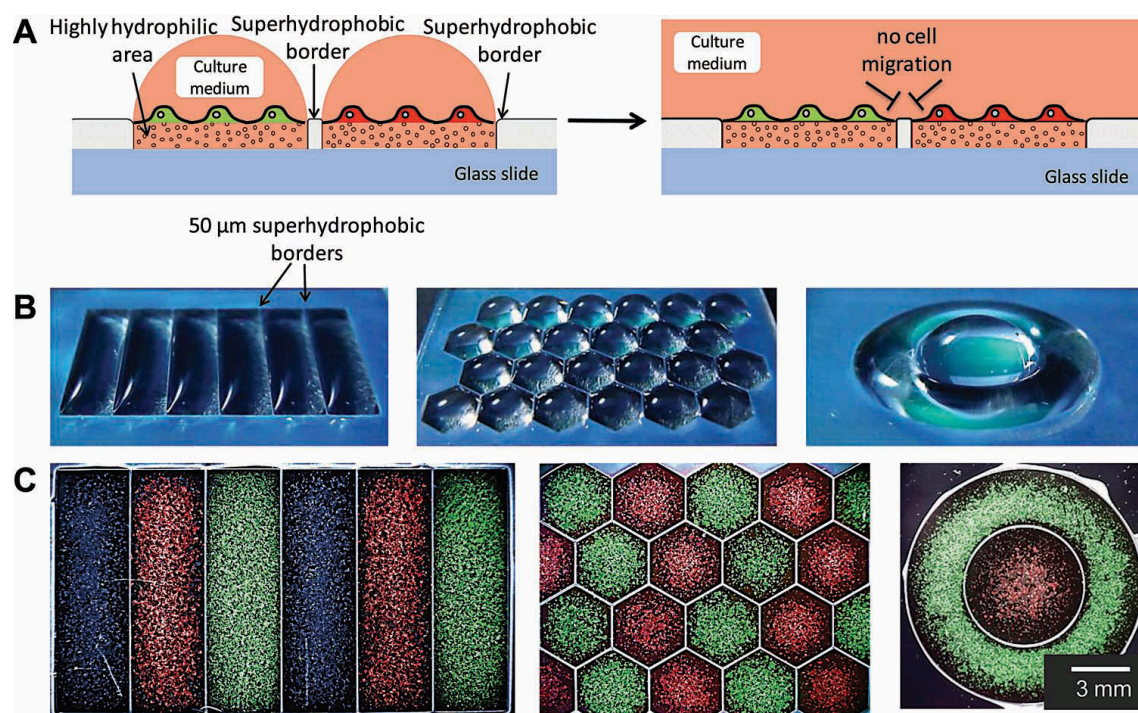 A
Highly hydrophilic
area
Superhydrophobic
border
Superhydrophobic
border
Culture
medium
Glass slide
Culture
medium
no cell
migration
Glass slide
50 µm superhydrophobic
borders
B
C
3 mm